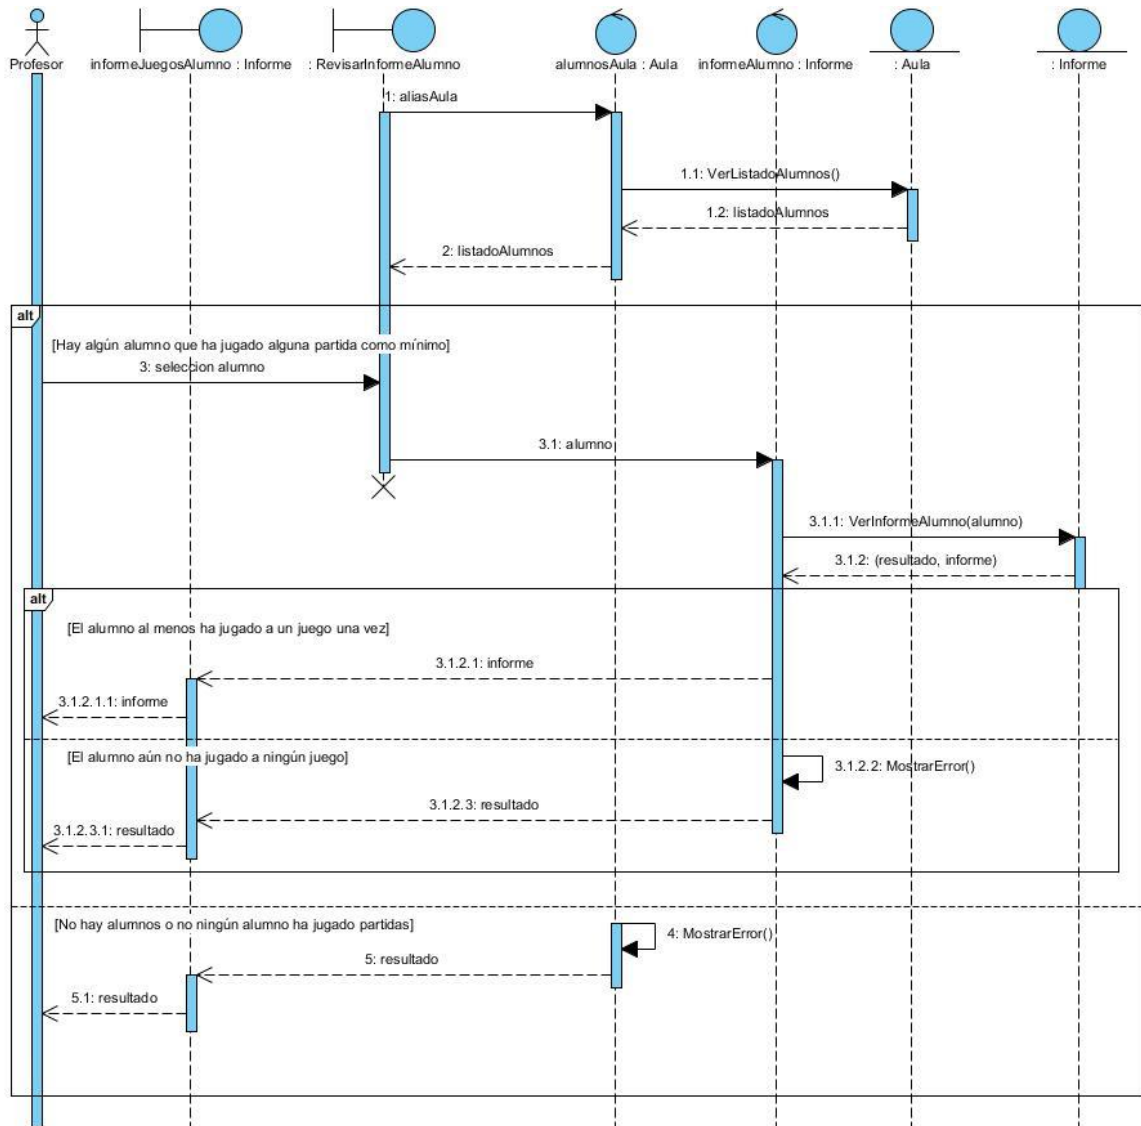 Profesor
informeJuegosAlumno : Informe
: RevisarInformeAlumno
alumnosAula : Aula
informeAlumno : Informe
: Aula
: Informe
1: aliasAula
1.1: VerListadoAlumnos()
1.2: listadoAlumnos
2: listadoAlumnos
alt
[Hay algún alumno que ha jugado alguna partida como mínimo]
3: seleccion alumno
3.1: alumno
3.1.1: VerInformeAlumno(alumno)
3.1.2: (resultado, informe)
alt
[El alumno al menos ha jugado a un juego una vez]
3.1.2.1: informe
3.1.2.1.1: informe
[El alumno aún no ha jugado a ningún juego]
3.1.2.2: MostrarError()
3.1.2.3: resultado
3.1.2.3.1: resultado
[No hay alumnos o no ningún alumno ha jugado partidas]
4: MostrarError()
5: resultado
5.1: resultado